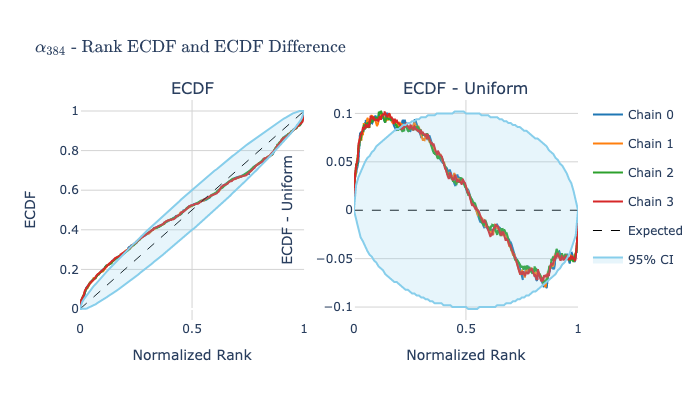 α384 - Rank ECDF and ECDF Difference
ECDF
ECDF - Uniform
ECDF
1
0.8
0.6
0.4
0.2
0
0
0.5
1
Normalized Rank
ECDF - Uniform
0.1
0.05
0
−0.05
−0.1
0
0.5
1
Normalized Rank
Chain 0
Chain 1
Chain 2
Chain 3
Expected
95% CI